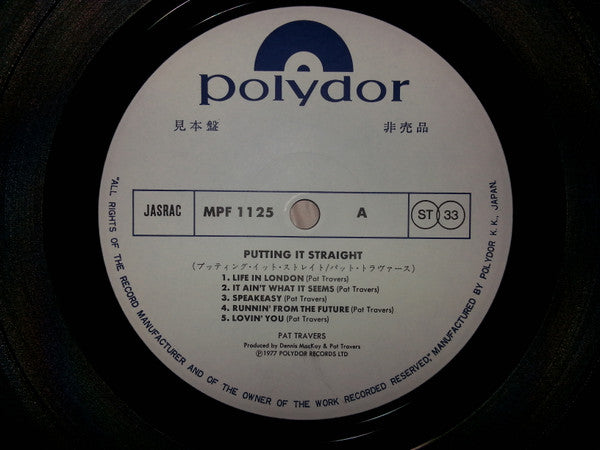 polydor
見本盤 非売品
JASRAC MPF 1125 A ST 33
PUTTING IT STRAIGHT
(プッティング・イット・ストレイト/パット・トラヴァース)
1. LIFE IN LONDON (Pat Travers)
2. IT AIN'T WHAT IT SEEMS (Pat Travers)
3. SPEAKEASY (Pat Travers)
4. RUNNIN' FROM THE FUTURE (Pat Travers)
5. LOVIN' YOU (Pat Travers)
PAT TRAVERS
Produced by Dennis MacKay & Pat Travers
Ⓟ1977 POLYDOR RECORDS LTD
"ALL RIGHTS OF THE RECORD MANUFACTURER AND OF THE OWNER OF THE WORK RECORDED RESERVED," MANUFACTURED BY POLYDOR K. K., JAPAN.